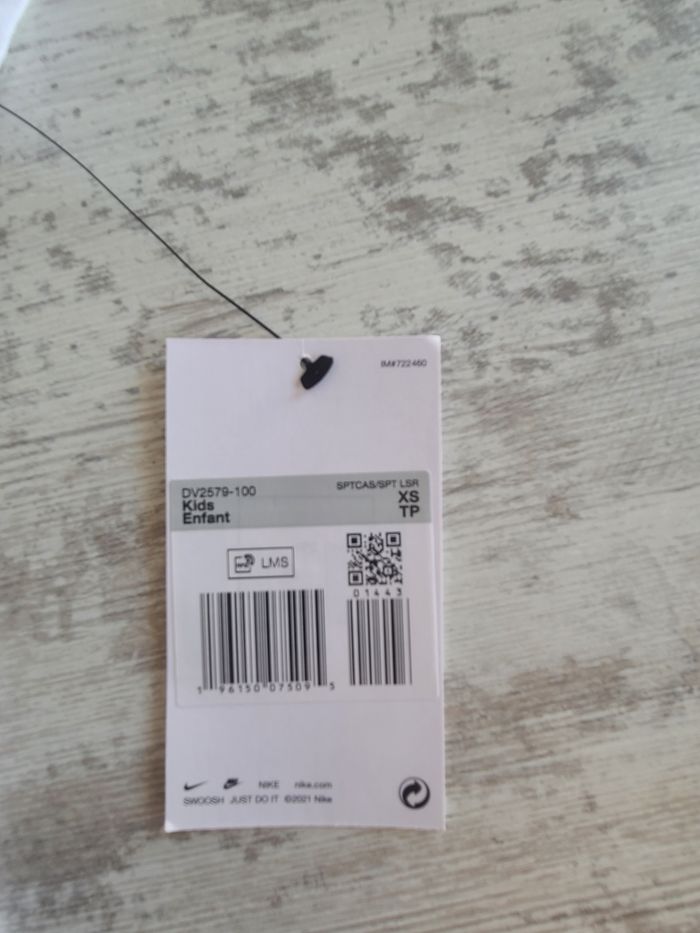 IM#722460
DV2579-100
SPTCAS/SPT LSR
Kids
XS
Enfant
TP
LMS
01443
1 96150 07509 5
NIKE nike.com
SWOOSH JUST DO IT ©2021 Nike